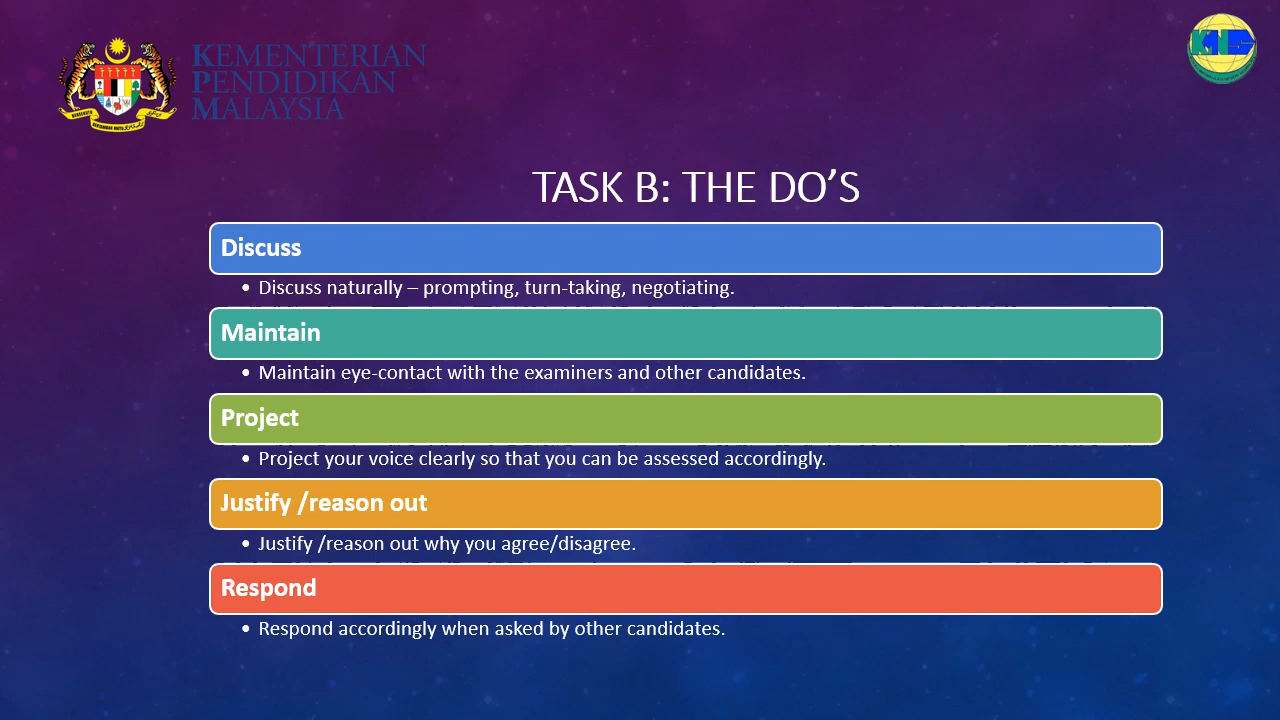 KEMENTERIAN
PENDIDIKAN
MALAYSIA
TASK B: THE DO’S
Discuss
• Discuss naturally – prompting, turn-taking, negotiating.
Maintain
• Maintain eye-contact with the examiners and other candidates.
Project
• Project your voice clearly so that you can be assessed accordingly.
Justify /reason out
• Justify /reason out why you agree/disagree.
Respond
• Respond accordingly when asked by other candidates.